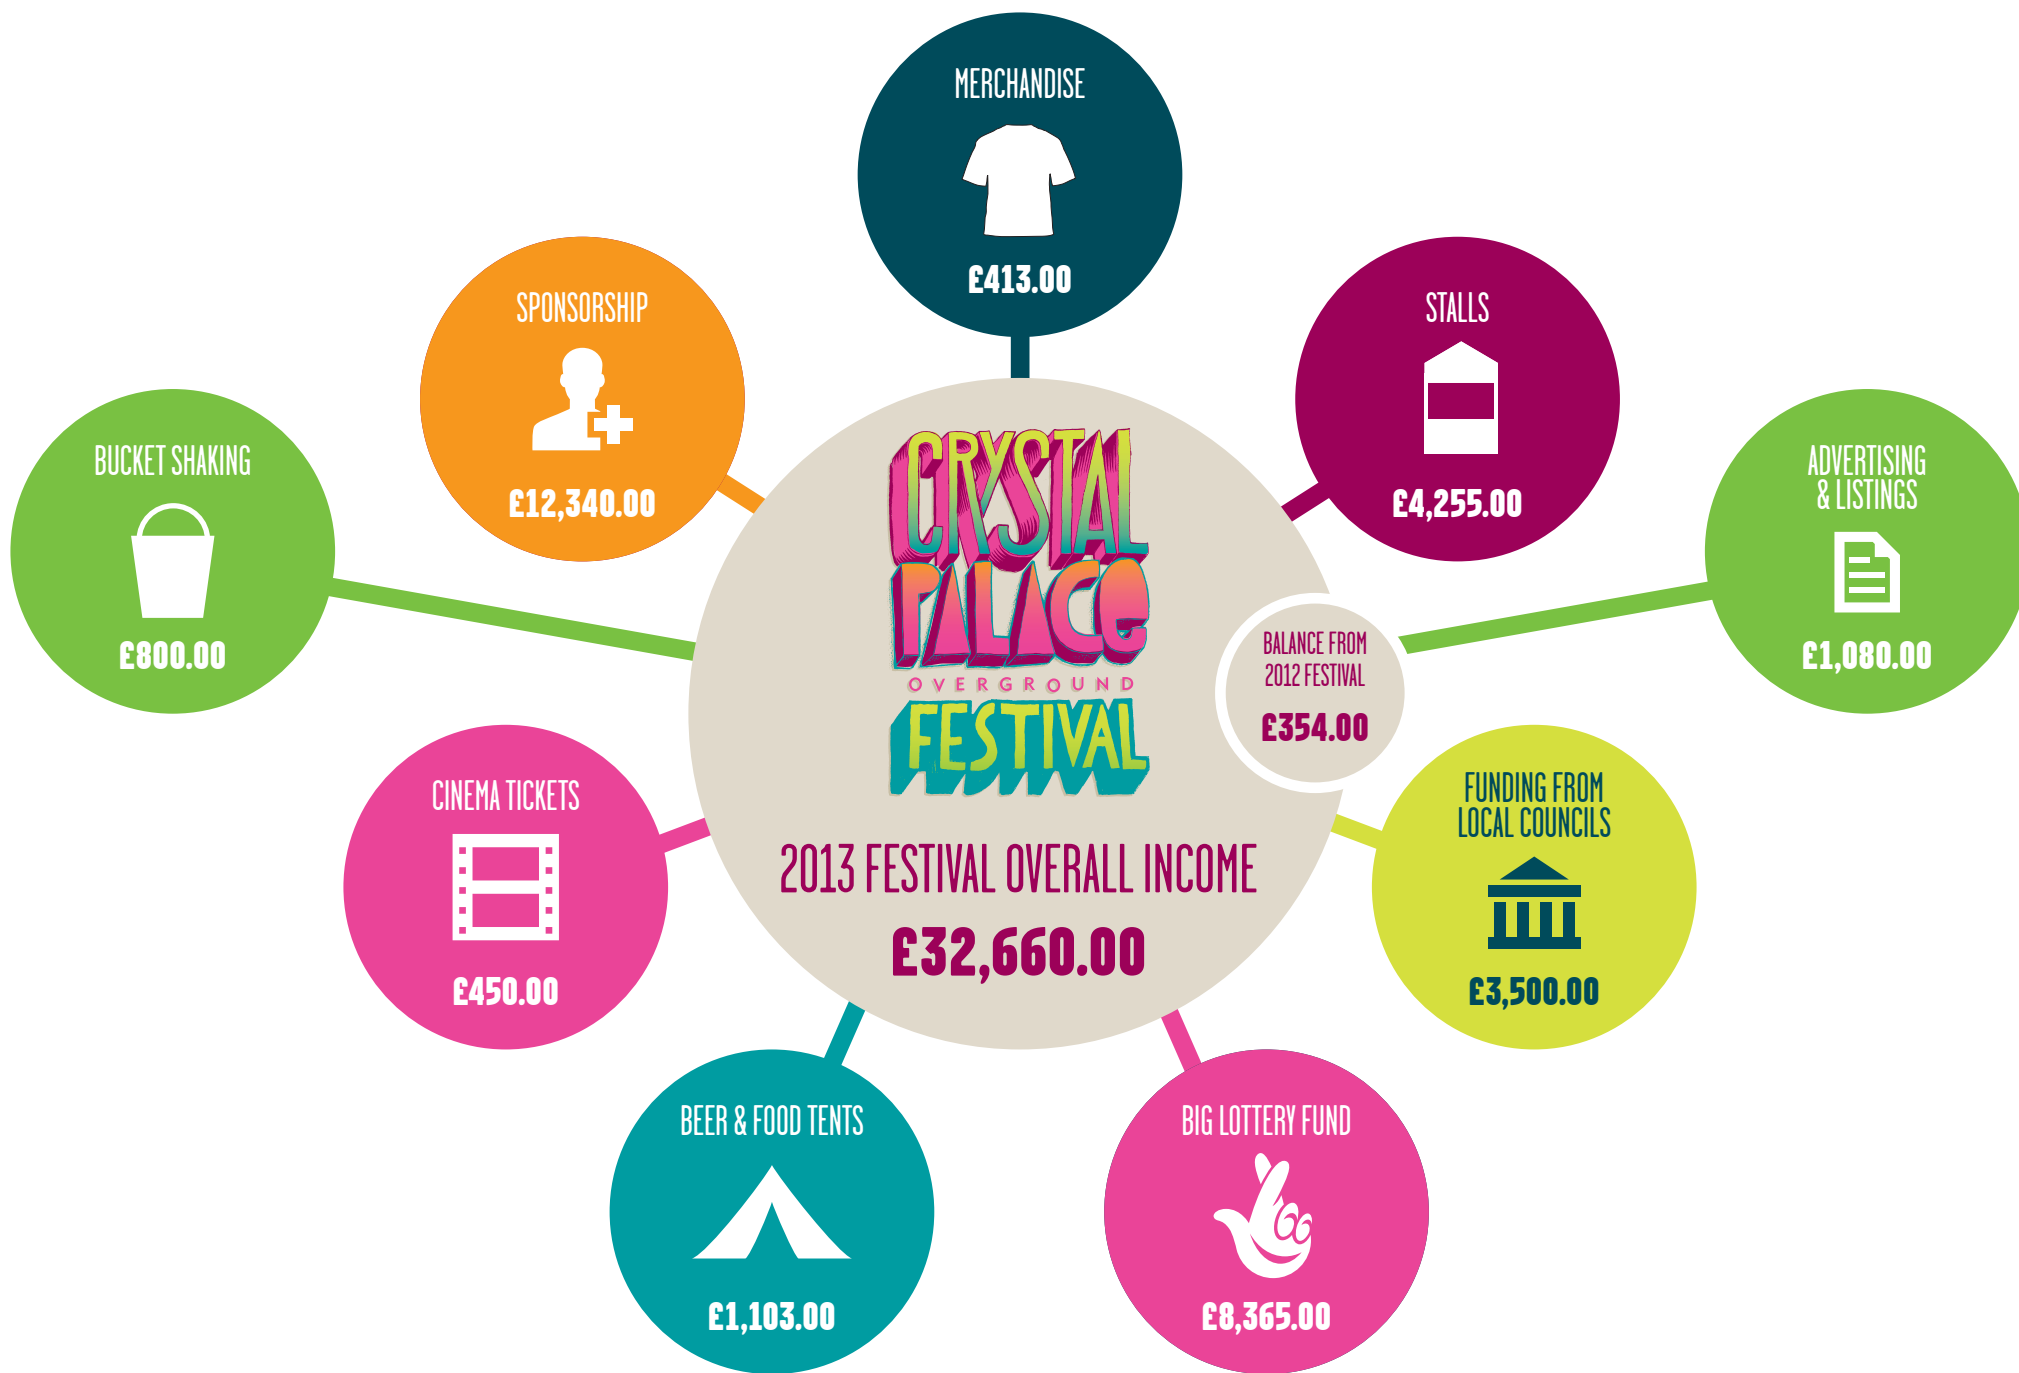 MERCHANDISE
£413.00
SPONSORSHIP
£12,340.00
STALLS
£4,255.00
BUCKET SHAKING
£800.00
ADVERTISING
& LISTINGS
£1,080.00
CRYSTAL
PALACE
OVERGROUND
FESTIVAL
BALANCE FROM
2012 FESTIVAL
£354.00
2013 FESTIVAL OVERALL INCOME
£32,660.00
CINEMA TICKETS
£450.00
FUNDING FROM
LOCAL COUNCILS
£3,500.00
BEER & FOOD TENTS
£1,103.00
BIG LOTTERY FUND
£8,365.00